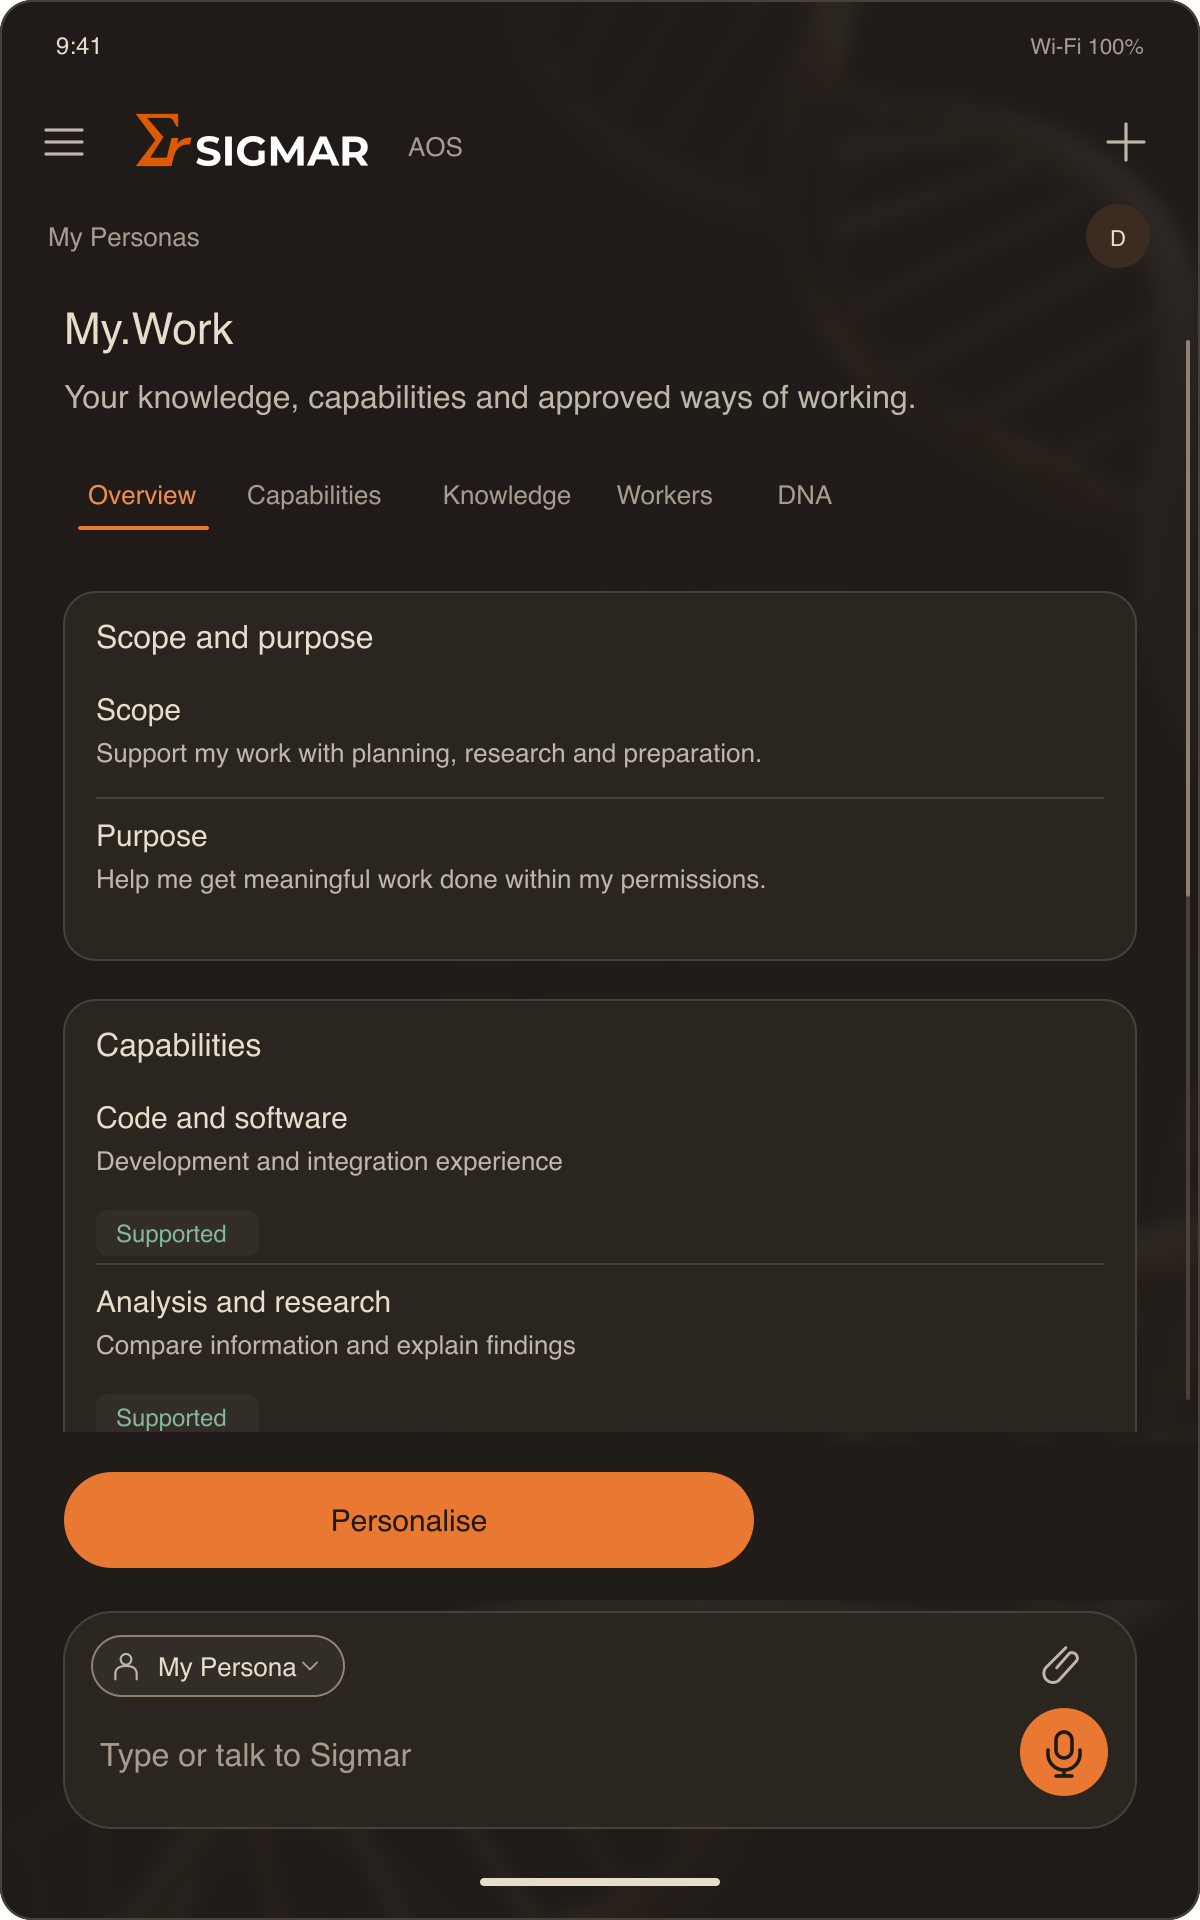 9:41
Wi-Fi 100%
Σr SIGMAR AOS
My Personas
D
My.Work
Your knowledge, capabilities and approved ways of working.
Overview Capabilities Knowledge Workers DNA
Scope and purpose
Scope
Support my work with planning, research and preparation.
Purpose
Help me get meaningful work done within my permissions.
Capabilities
Code and software
Development and integration experience
Supported
Analysis and research
Compare information and explain findings
Supported
Personalise
My Persona
Type or talk to Sigmar